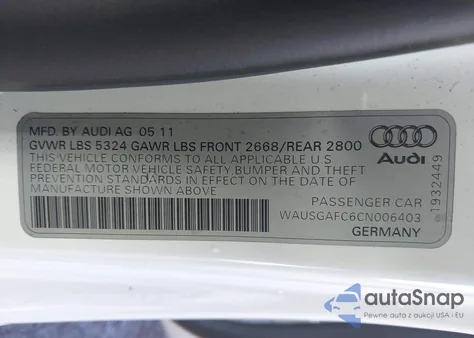 MFD. BY AUDI AG 05 11
GVWR LBS 5324 GAWR LBS FRONT 2668/REAR 2800
THIS VEHICLE CONFORMS TO ALL APPLICABLE U.S.
FEDERAL MOTOR VEHICLE SAFETY, BUMPER AND THEFT
PREVENTION STANDARDS IN EFFECT ON THE DATE OF
MANUFACTURE SHOWN ABOVE
Audi
1932449
PASSENGER CAR
WAUSGAFC6CN006403
GERMANY
autoSnap
Pewne auta z aukcji USA i EU